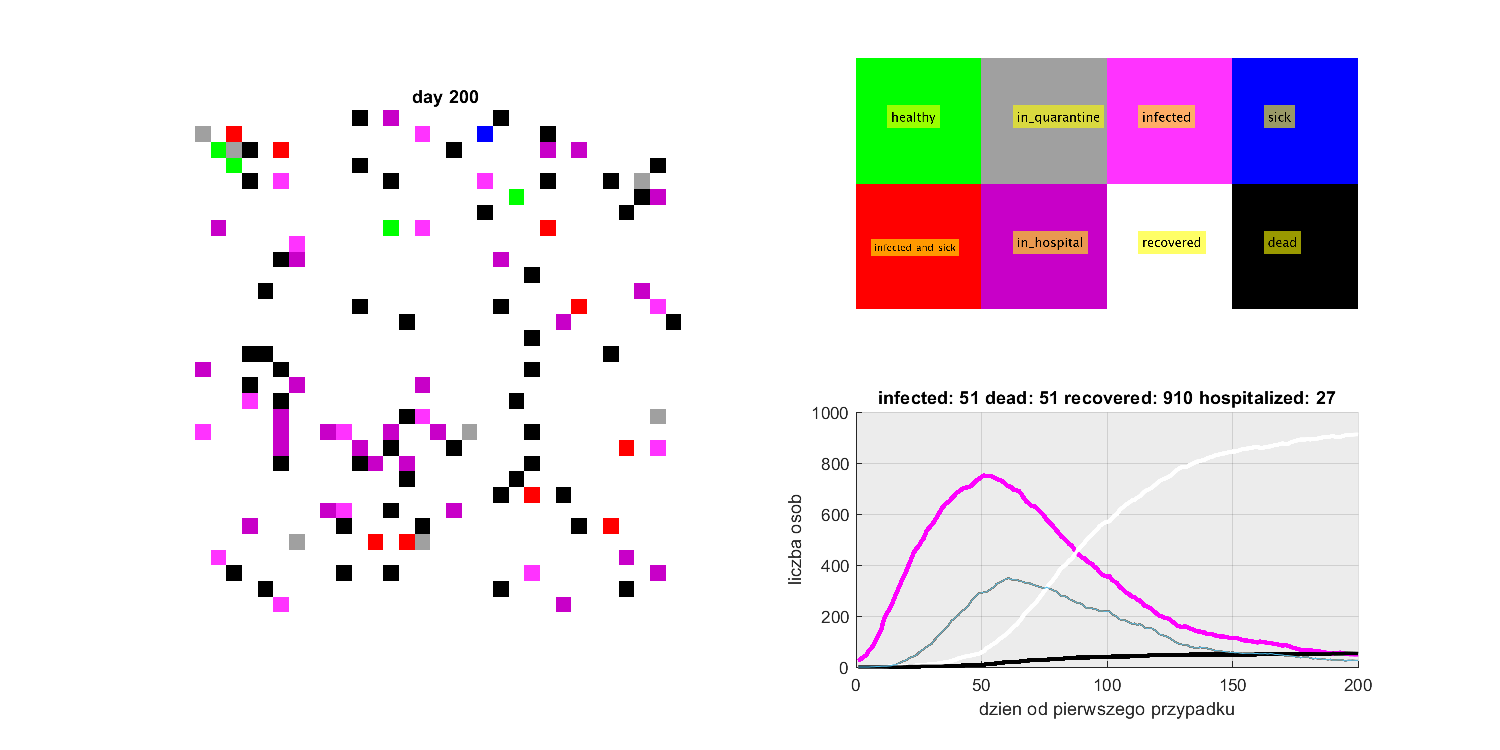 day 200
healthy
in_quarantine
infected
sick
infected and sick
in_hospital
recovered
dead
infected: 51 dead: 51 recovered: 910 hospitalized: 27
1000
800
600
400
200
0
liczba osob
0 50 100 150 200
dzien od pierwszego przypadku